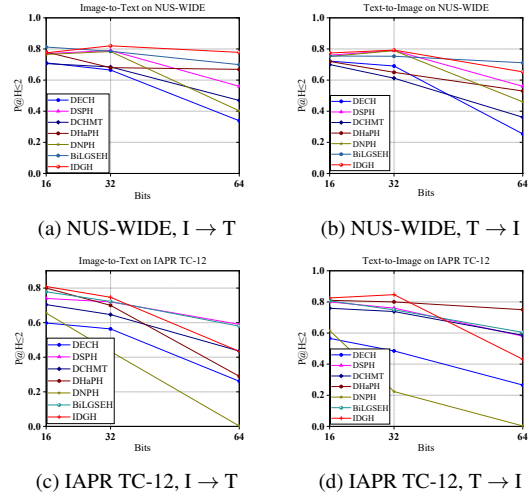 Image-to-Text on NUS-WIDE
P@H≤2
1.0
0.8
0.6
0.4
0.2
0.0
DECH
DSPH
DCHMT
DHaPH
DNPH
BiLGSEH
IDGH
16
32
64
Bits
(a) NUS-WIDE, I → T
Text-to-Image on NUS-WIDE
P@H≤2
1.0
0.8
0.6
0.4
0.2
0.0
DECH
DSPH
DCHMT
DHaPH
DNPH
BiLGSEH
IDGH
16
32
64
Bits
(b) NUS-WIDE, T → I
Image-to-Text on IAPR TC-12
P@H≤2
0.8
0.6
0.4
0.2
0.0
DECH
DSPH
DCHMT
DHaPH
DNPH
BiLGSEH
IDGH
16
32
64
Bits
(c) IAPR TC-12, I → T
Text-to-Image on IAPR TC-12
P@H≤2
1.0
0.8
0.6
0.4
0.2
0.0
DECH
DSPH
DCHMT
DHaPH
DNPH
BiLGSEH
IDGH
16
32
64
Bits
(d) IAPR TC-12, T → I